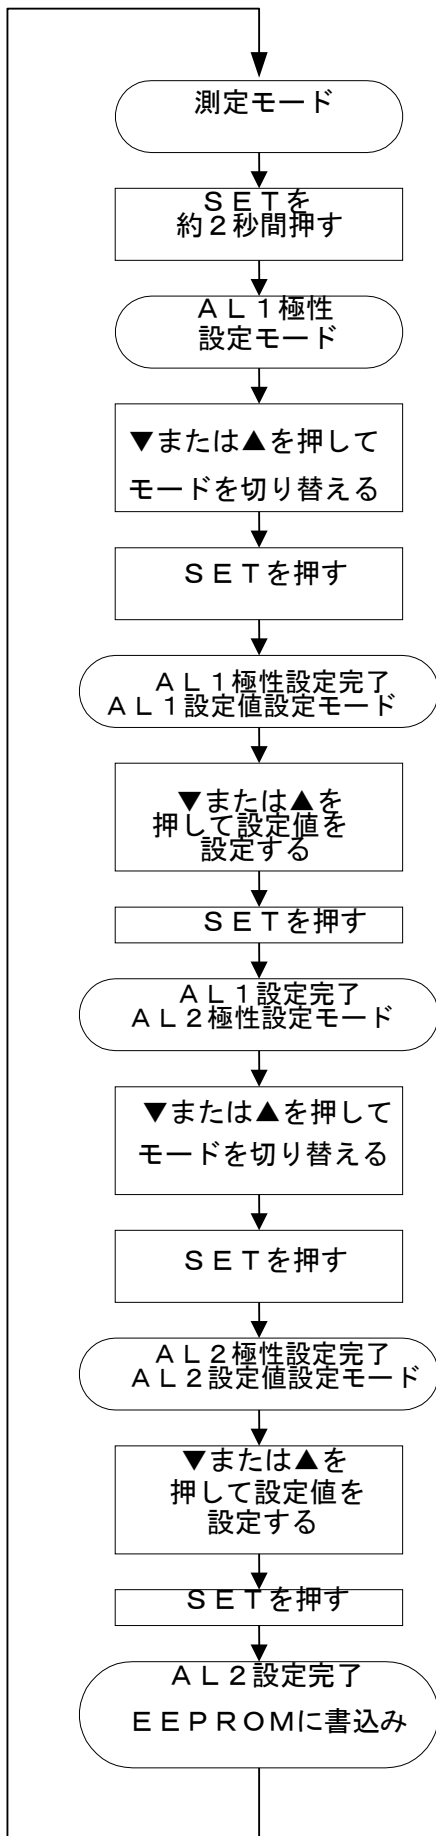 測定モード
ＳＥＴを
約２秒間押す
ＡＬ１極性
設定モード
▼または▲を押して
モードを切り替える
ＳＥＴを押す
ＡＬ１極性設定完了
ＡＬ１設定値設定モード
▼または▲を
押して設定値を
設定する
ＳＥＴを押す
ＡＬ１設定完了
ＡＬ２極性設定モード
▼または▲を押して
モードを切り替える
ＳＥＴを押す
ＡＬ２極性設定完了
ＡＬ２設定値設定モード
▼または▲を
押して設定値を
設定する
ＳＥＴを押す
ＡＬ２設定完了
ＥＥＰＲＯＭに書込み